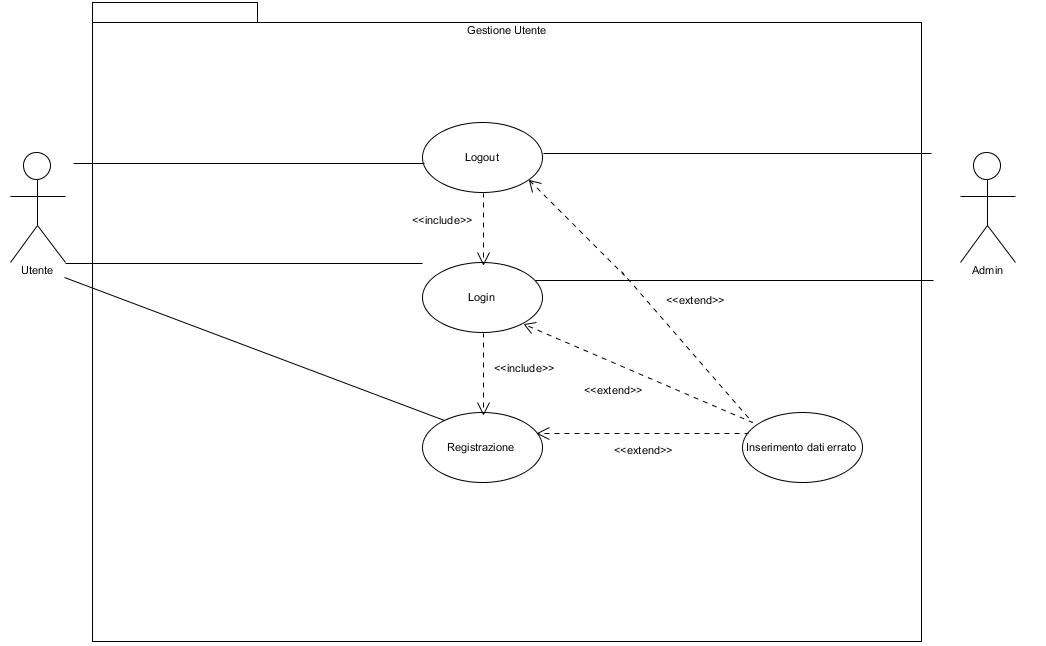 Gestione Utente
Logout
<<include>>
Utente
Admin
Login
<<extend>>
<<include>>
<<extend>>
Registrazione
Inserimento dati errato
<<extend>>